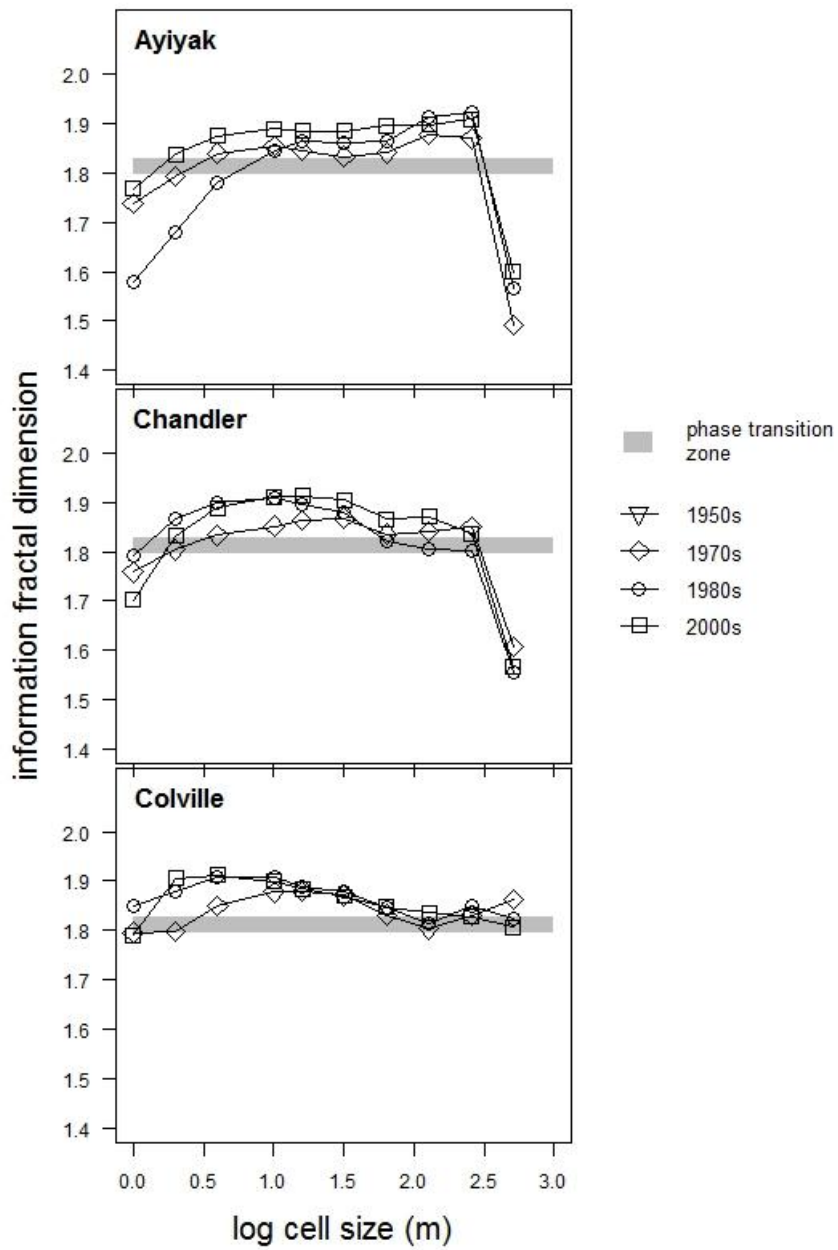 Ayiyak
2.0
1.9
1.8
1.7
1.6
1.5
1.4
Chandler
2.0
1.9
1.8
1.7
1.6
1.5
1.4
Colville
2.0
1.9
1.8
1.7
1.6
1.5
1.4
0.0 0.5 1.0 1.5 2.0 2.5 3.0
log cell size (m)
information fractal dimension
phase transition
zone
1950s
1970s
1980s
2000s